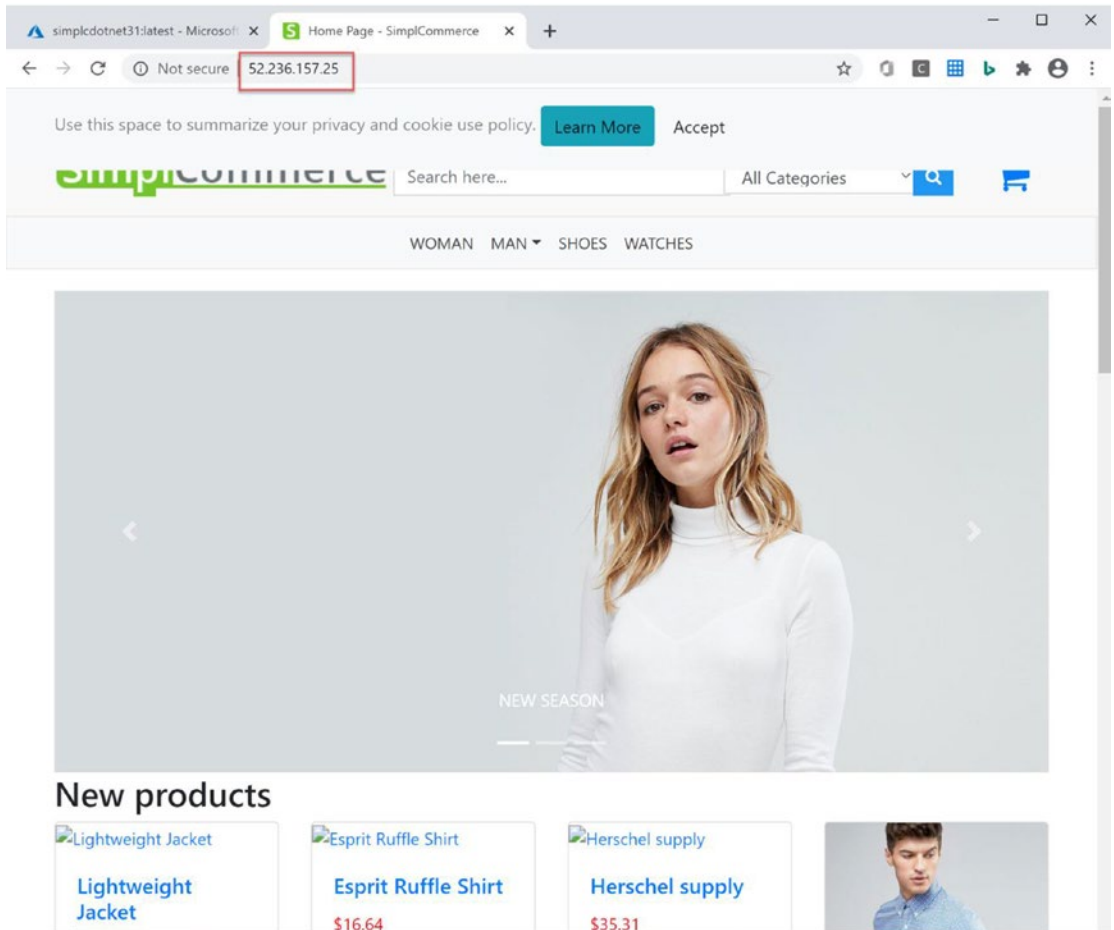 simplcdotnet31:latest - Microsoft
Home Page - SimplCommerce
Not secure
52.236.157.25
Use this space to summarize your privacy and cookie use policy.
Learn More
Accept
SimplCommerce
Search here...
All Categories
WOMAN MAN SHOES WATCHES
NEW SEASON
New products
Lightweight Jacket
Esprit Ruffle Shirt
Herschel supply
Lightweight
Jacket
Esprit Ruffle Shirt
Herschel supply
$16.64
$35.31